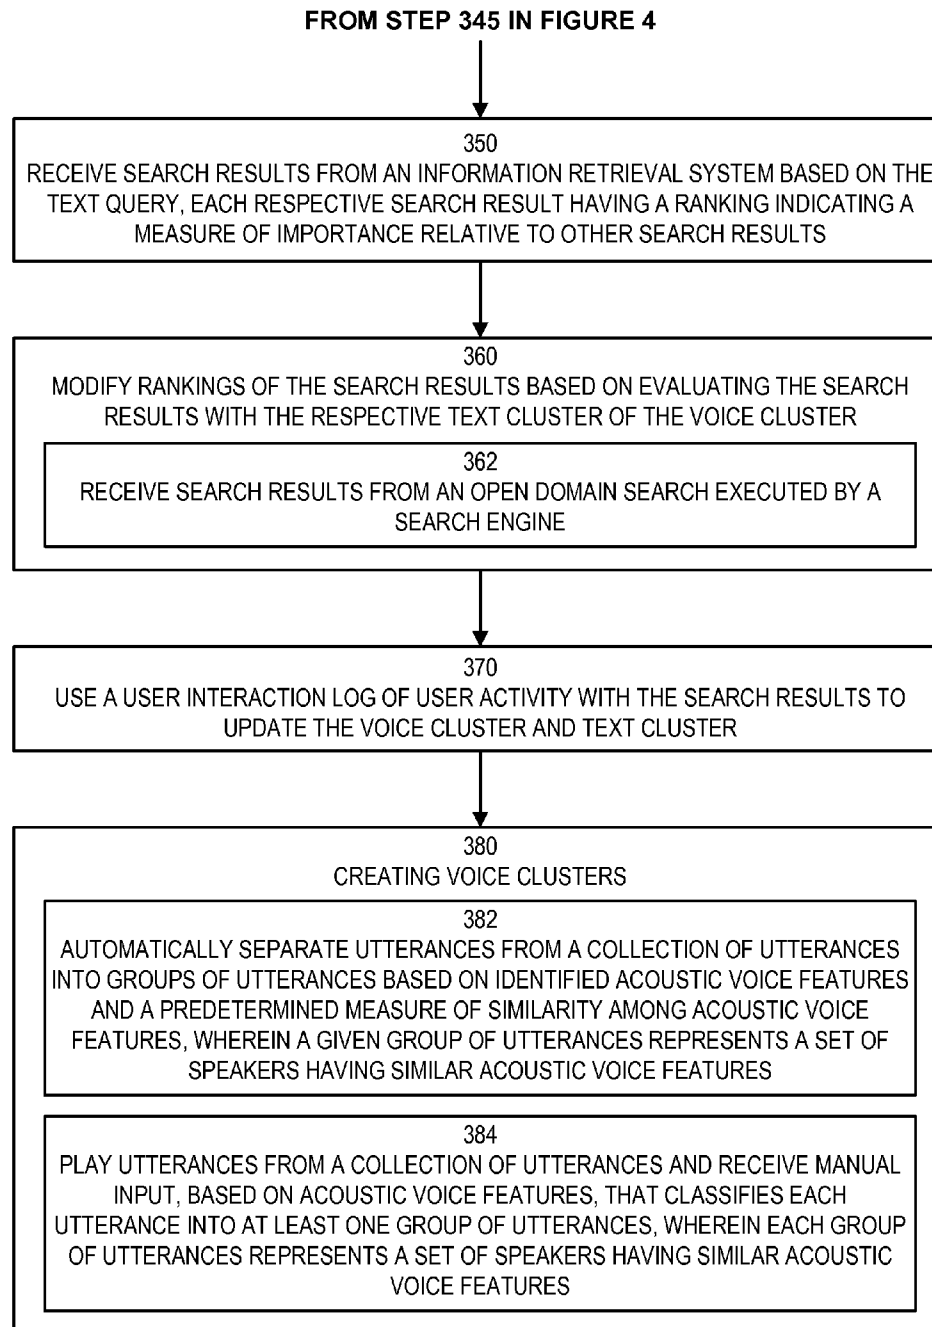 FROM STEP 345 IN FIGURE 4
350
RECEIVE SEARCH RESULTS FROM AN INFORMATION RETRIEVAL SYSTEM BASED ON THE
TEXT QUERY, EACH RESPECTIVE SEARCH RESULT HAVING A RANKING INDICATING A
MEASURE OF IMPORTANCE RELATIVE TO OTHER SEARCH RESULTS
360
MODIFY RANKINGS OF THE SEARCH RESULTS BASED ON EVALUATING THE SEARCH
RESULTS WITH THE RESPECTIVE TEXT CLUSTER OF THE VOICE CLUSTER
362
RECEIVE SEARCH RESULTS FROM AN OPEN DOMAIN SEARCH EXECUTED BY A
SEARCH ENGINE
370
USE A USER INTERACTION LOG OF USER ACTIVITY WITH THE SEARCH RESULTS TO
UPDATE THE VOICE CLUSTER AND TEXT CLUSTER
380
CREATING VOICE CLUSTERS
382
AUTOMATICALLY SEPARATE UTTERANCES FROM A COLLECTION OF UTTERANCES
INTO GROUPS OF UTTERANCES BASED ON IDENTIFIED ACOUSTIC VOICE FEATURES
AND A PREDETERMINED MEASURE OF SIMILARITY AMONG ACOUSTIC VOICE
FEATURES, WHEREIN A GIVEN GROUP OF UTTERANCES REPRESENTS A SET OF
SPEAKERS HAVING SIMILAR ACOUSTIC VOICE FEATURES
384
PLAY UTTERANCES FROM A COLLECTION OF UTTERANCES AND RECEIVE MANUAL
INPUT, BASED ON ACOUSTIC VOICE FEATURES, THAT CLASSIFIES EACH
UTTERANCE INTO AT LEAST ONE GROUP OF UTTERANCES, WHEREIN EACH GROUP
OF UTTERANCES REPRESENTS A SET OF SPEAKERS HAVING SIMILAR ACOUSTIC
VOICE FEATURES